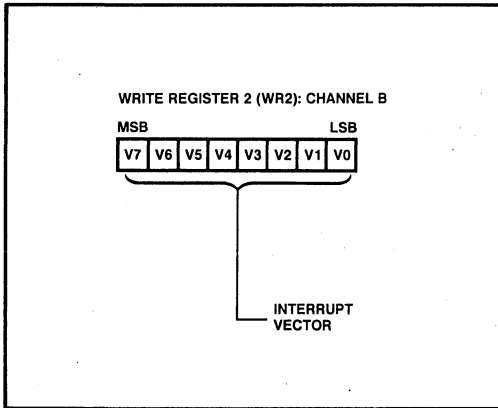 WRITE REGISTER 2 (WR2): CHANNEL B
MSB LSB
V7 V6 V5 V4 V3 V2 V1 V0
INTERRUPT
VECTOR